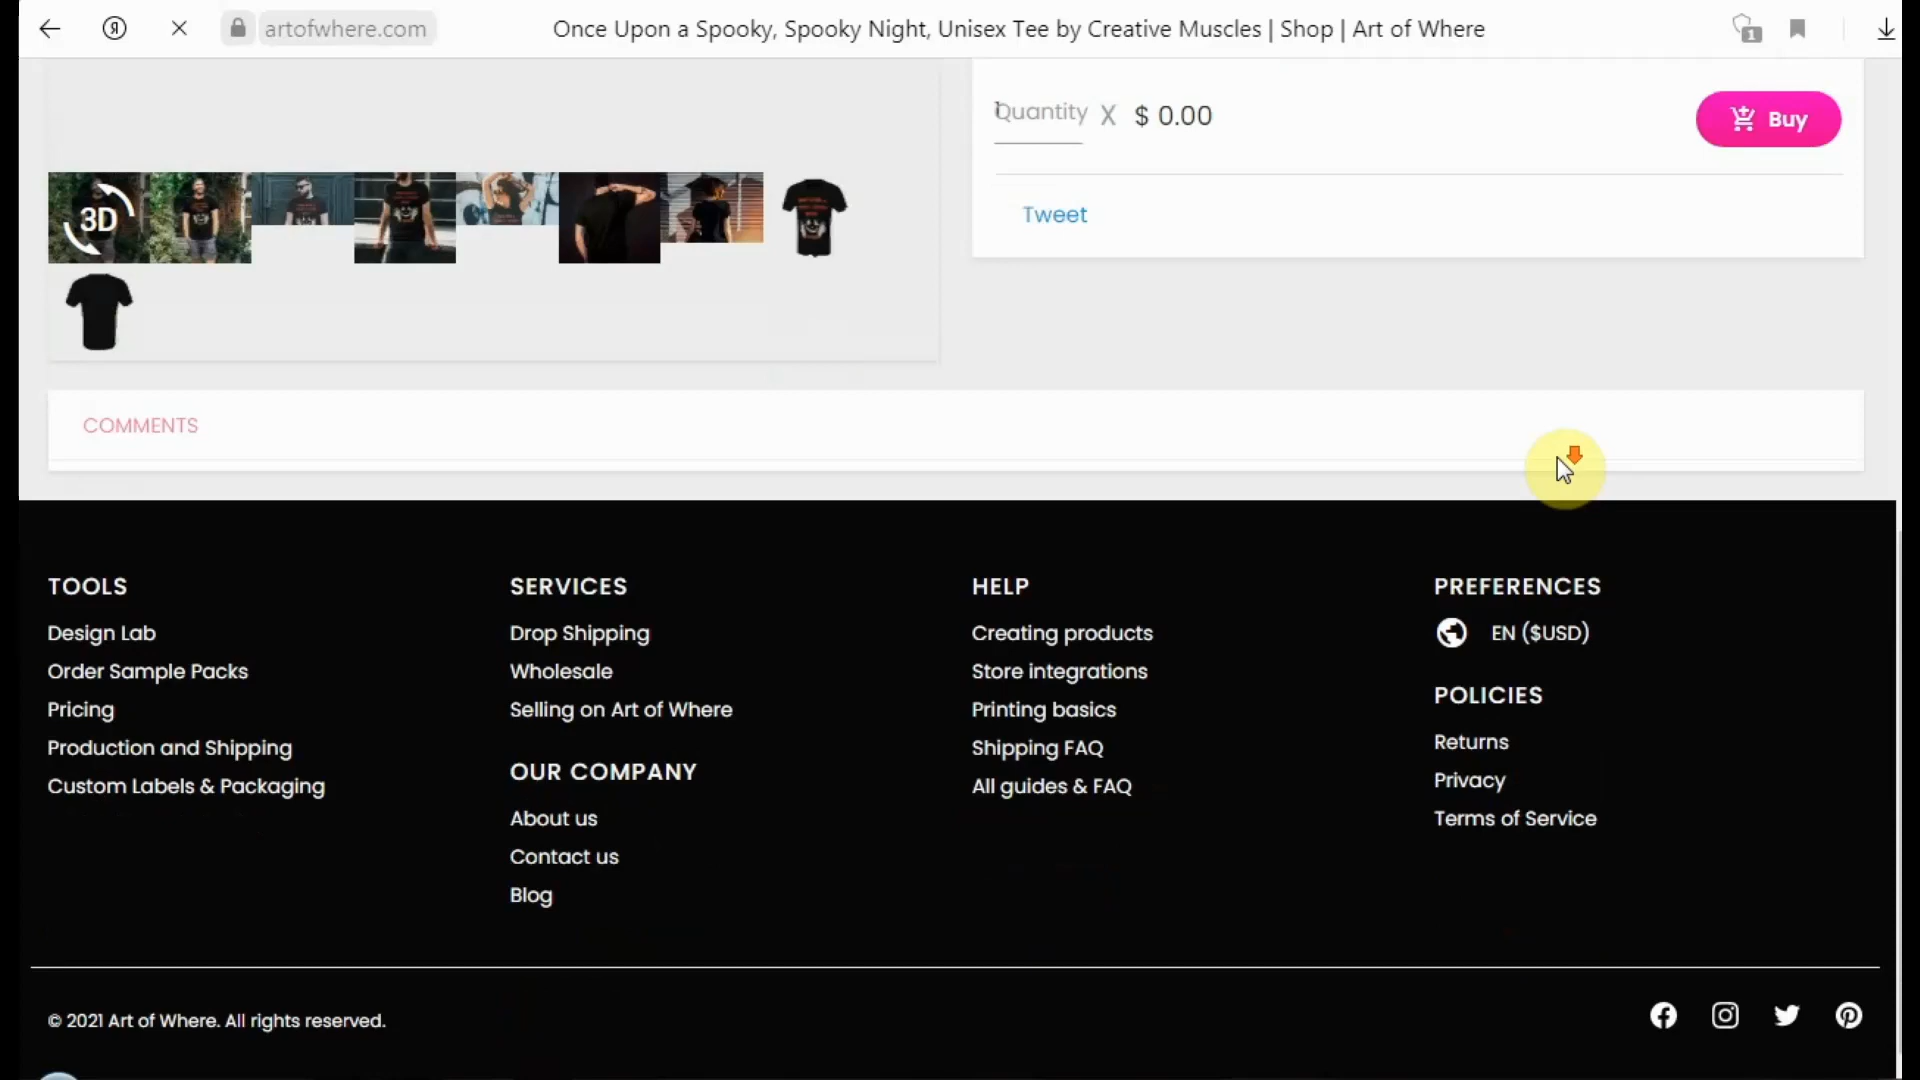 artofwhere.com
Once Upon a Spooky, Spooky Night, Unisex Tee by Creative Muscles | Shop | Art of Where
1
Quantity X $ 0.00
Buy
3D
Tweet
COMMENTS
TOOLS
Design Lab
Order Sample Packs
Pricing
Production and Shipping
Custom Labels & Packaging
SERVICES
Drop Shipping
Wholesale
Selling on Art of Where
OUR COMPANY
About us
Contact us
Blog
HELP
Creating products
Store integrations
Printing basics
Shipping FAQ
All guides & FAQ
PREFERENCES
EN ($USD)
POLICIES
Returns
Privacy
Terms of Service
© 2021 Art of Where. All rights reserved.